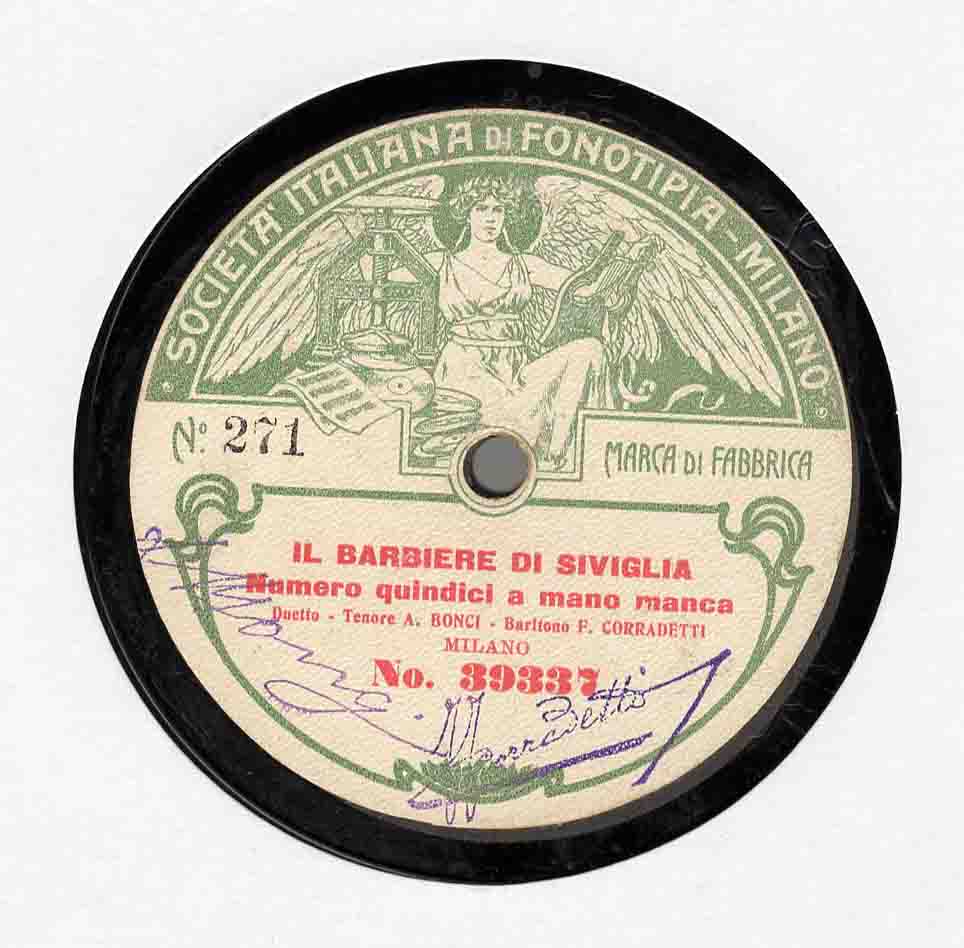 SOCIETA' ITALIANA DI FONOTIPIA - MILANO
No. 271
MARCA DI FABBRICA
IL BARBIERE DI SIVIGLIA
Numero quindici a mano manca
Duetto - Tenore A. BONCI - Baritono F. CORRADETTI
MILANO
No. 39337
Corradetti